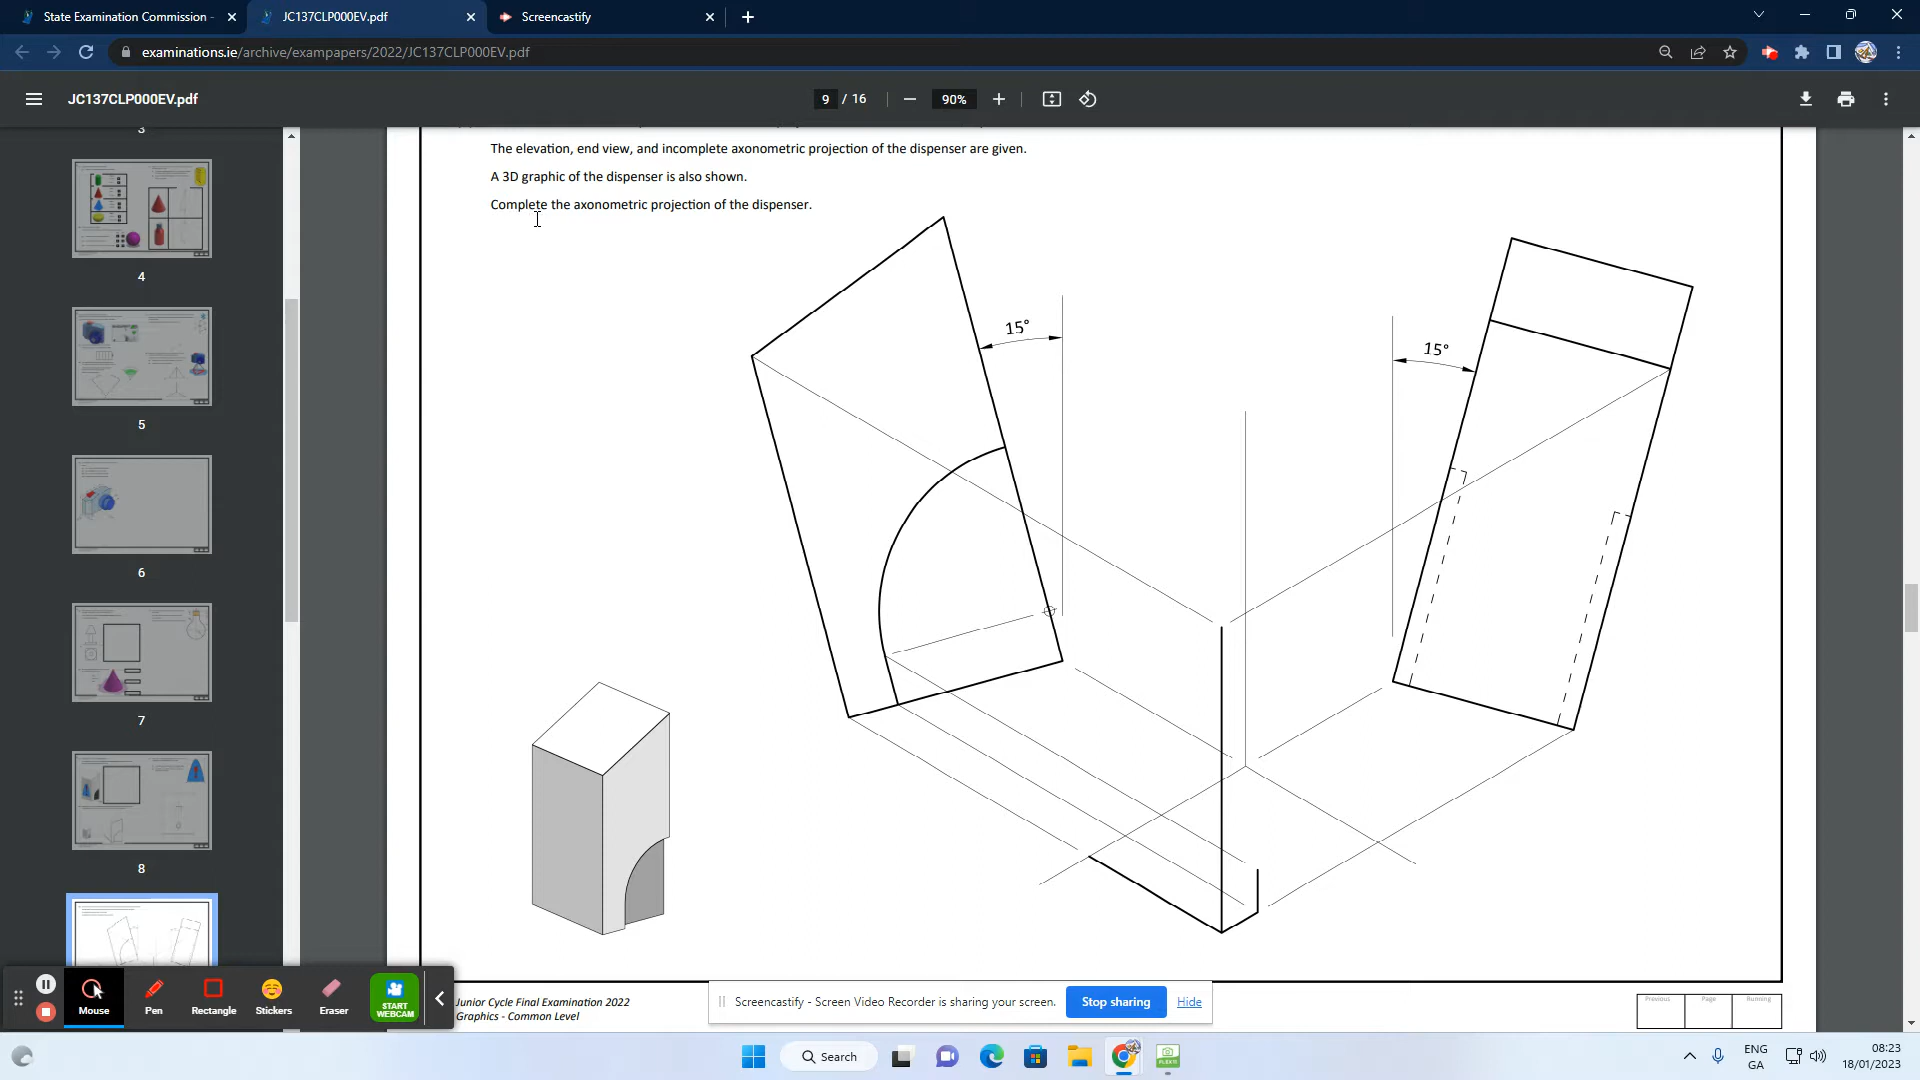 State Examination Commission -
JC137CLP000EV.pdf
Screencastify
examinations.ie/archive/exampapers/2022/JC137CLP000EV.pdf
JC137CLP000EV.pdf
9 / 16
90%
3
4
5
6
7
8
The elevation, end view, and incomplete axonometric projection of the dispenser are given.
A 3D graphic of the dispenser is also shown.
Complete the axonometric projection of the dispenser.
15°
15°
Mouse
Pen
Rectangle
Stickers
Eraser
START
WEBCAM
Junior Cycle Final Examination 2022
Graphics - Common Level
Screencastify - Screen Video Recorder is sharing your screen.
Stop sharing
Hide
Previous
Page
Running
Search
ENG
GA
08:23
18/01/2023